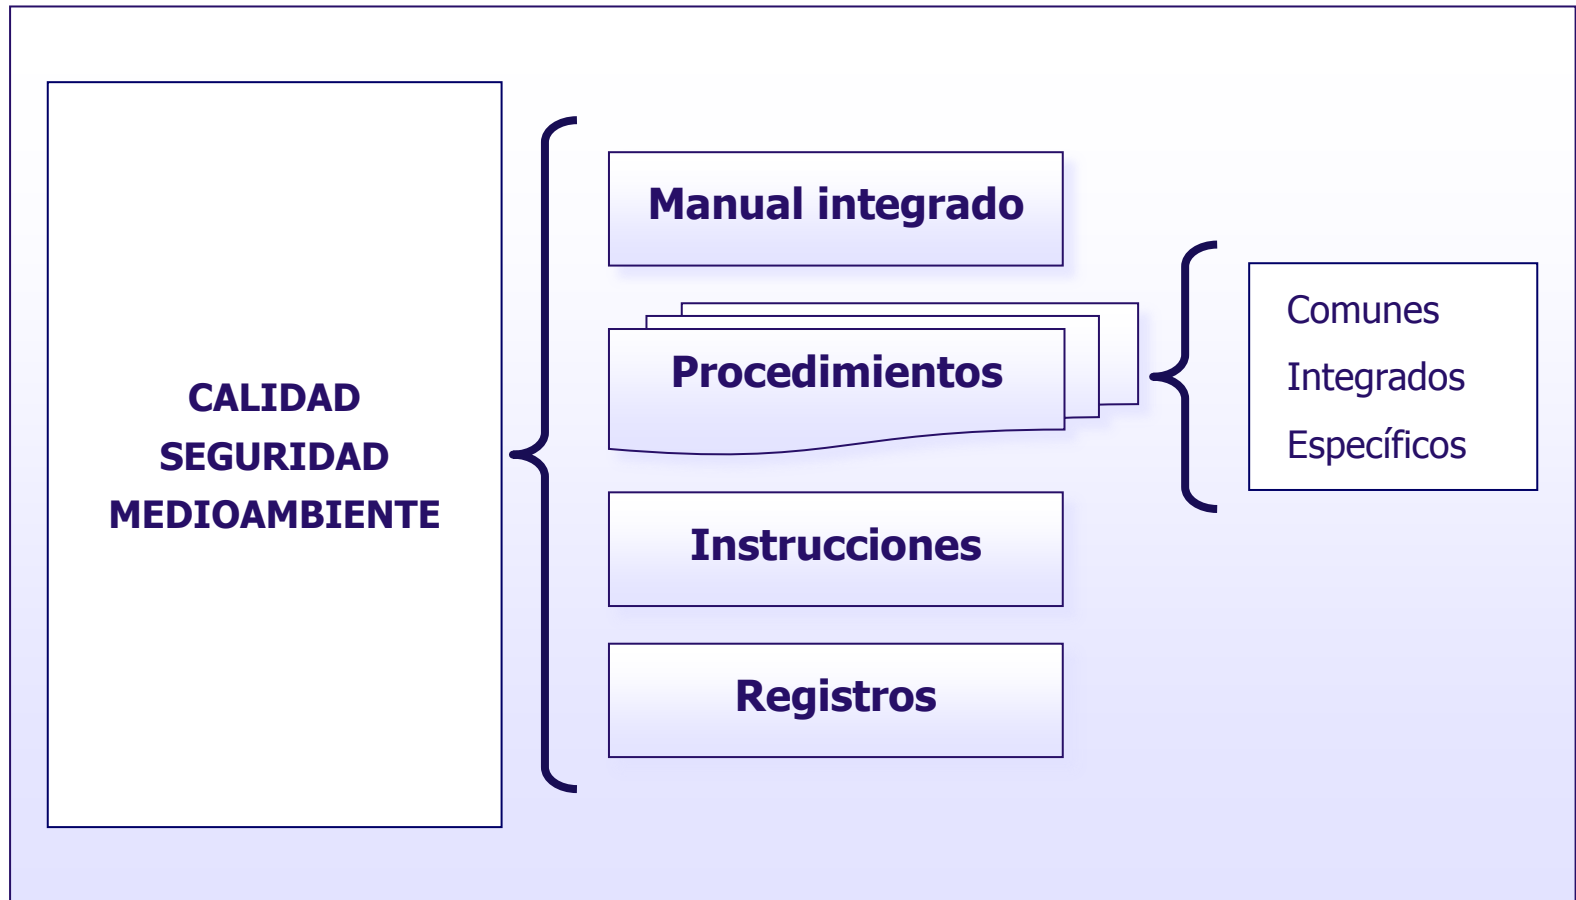 CALIDAD
SEGURIDAD
MEDIOAMBIENTE
Manual integrado
Procedimientos
Instrucciones
Registros
Comunes
Integrados
Específicos